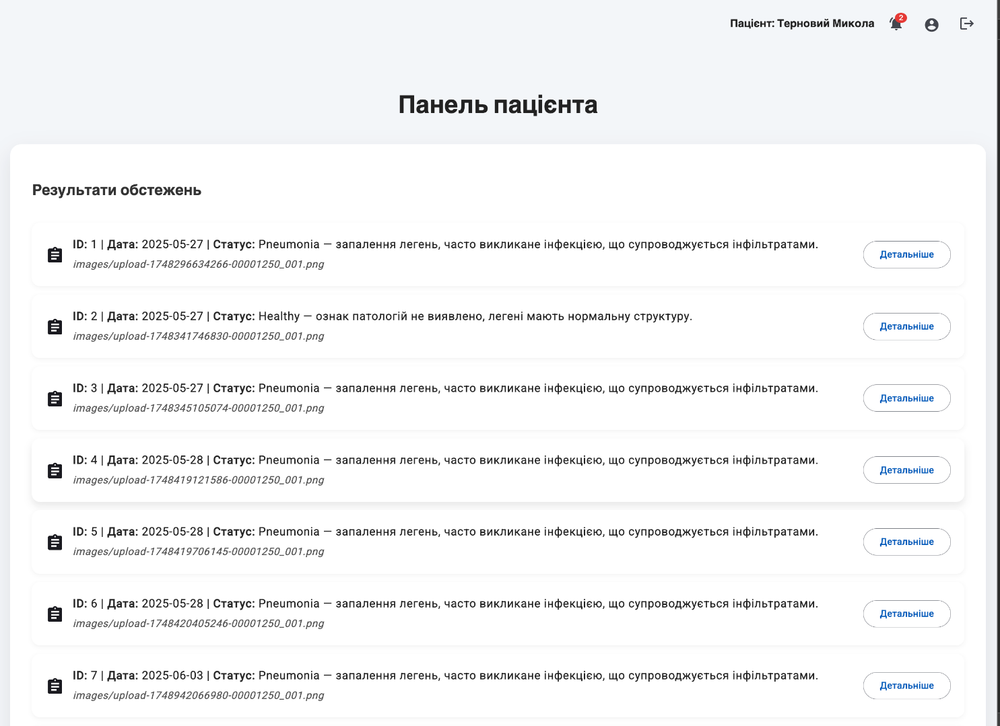 Пацієнт: Терновий Микола
2
Панель пацієнта
Результати обстежень
ID: 1 | Дата: 2025-05-27 | Статус: Pneumonia — запалення легень, часто викликане інфекцією, що супроводжується інфільтратами.
images/upload-1748296634266-00001250_001.png
Детальніше
ID: 2 | Дата: 2025-05-27 | Статус: Healthy — ознак патологій не виявлено, легені мають нормальну структуру.
images/upload-1748341746830-00001250_001.png
Детальніше
ID: 3 | Дата: 2025-05-27 | Статус: Pneumonia — запалення легень, часто викликане інфекцією, що супроводжується інфільтратами.
images/upload-1748345105074-00001250_001.png
Детальніше
ID: 4 | Дата: 2025-05-28 | Статус: Pneumonia — запалення легень, часто викликане інфекцією, що супроводжується інфільтратами.
images/upload-1748419121586-00001250_001.png
Детальніше
ID: 5 | Дата: 2025-05-28 | Статус: Pneumonia — запалення легень, часто викликане інфекцією, що супроводжується інфільтратами.
images/upload-1748419706145-00001250_001.png
Детальніше
ID: 6 | Дата: 2025-05-28 | Статус: Pneumonia — запалення легень, часто викликане інфекцією, що супроводжується інфільтратами.
images/upload-1748420405246-00001250_001.png
Детальніше
ID: 7 | Дата: 2025-06-03 | Статус: Pneumonia — запалення легень, часто викликане інфекцією, що супроводжується інфільтратами.
images/upload-1748942066980-00001250_001.png
Детальніше